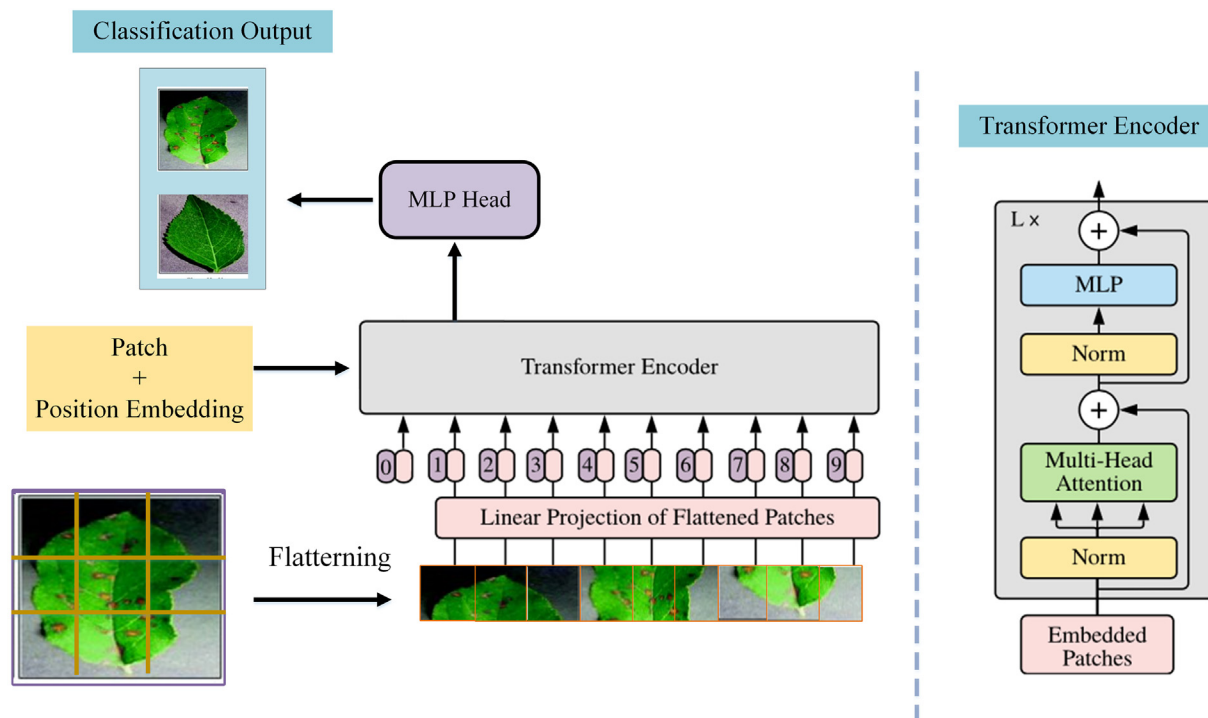 Classification Output
MLP Head
Transformer Encoder
Patch
+
Position Embedding
0 1 2 3 4 5 6 7 8 9
Linear Projection of Flattened Patches
Flatterning
Transformer Encoder
L ×
+
MLP
Norm
+
Multi-Head
Attention
Norm
Embedded
Patches